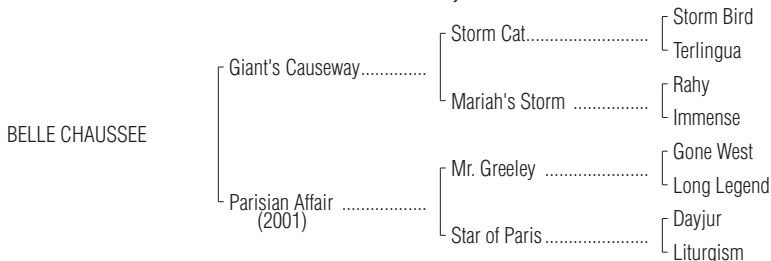 Storm Bird
Storm Cat........................
Terlingua
Giant's Causeway.............
Rahy
Mariah's Storm ...............
Immense
BELLE CHAUSSEE
Gone West
Mr. Greeley ....................
Long Legend
Parisian Affair .................
(2001)
Dayjur
Star of Paris.....................
Liturgism